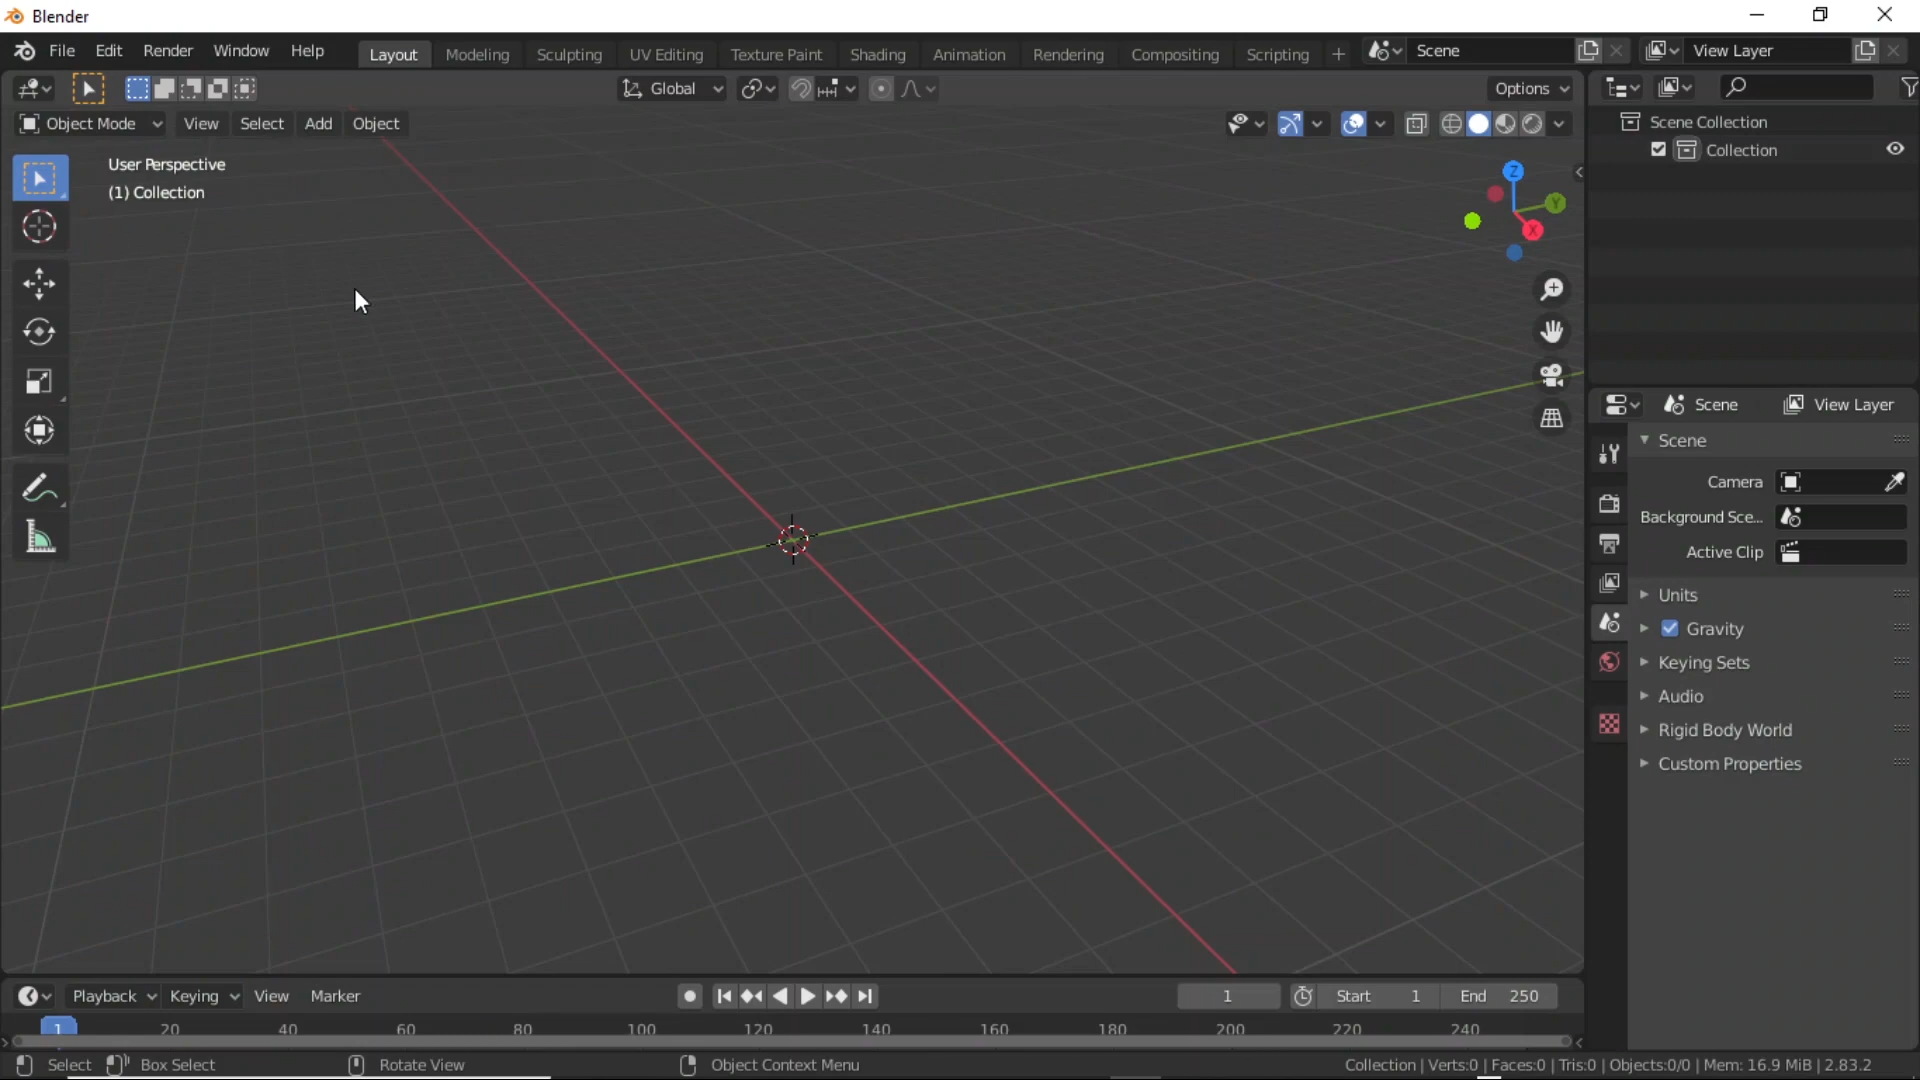 Blender
File Edit Render Window Help Layout Modeling Sculpting UV Editing Texture Paint Shading Animation Rendering Compositing Scripting + Scene View Layer
Global Options
Object Mode View Select Add Object
User Perspective
(1) Collection
Z
Y
X
Scene Collection
Collection
Scene View Layer
Scene
Camera
Background Sce...
Active Clip
Units
Gravity
Keying Sets
Audio
Rigid Body World
Custom Properties
Playback Keying View Marker 1 Start 1 End 250
1 20 40 60 80 100 120 140 160 180 200 220 240
Select Box Select Rotate View Object Context Menu Collection | Verts:0 | Faces:0 | Tris:0 | Objects:0/0 | Mem: 16.9 MiB | 2.83.2